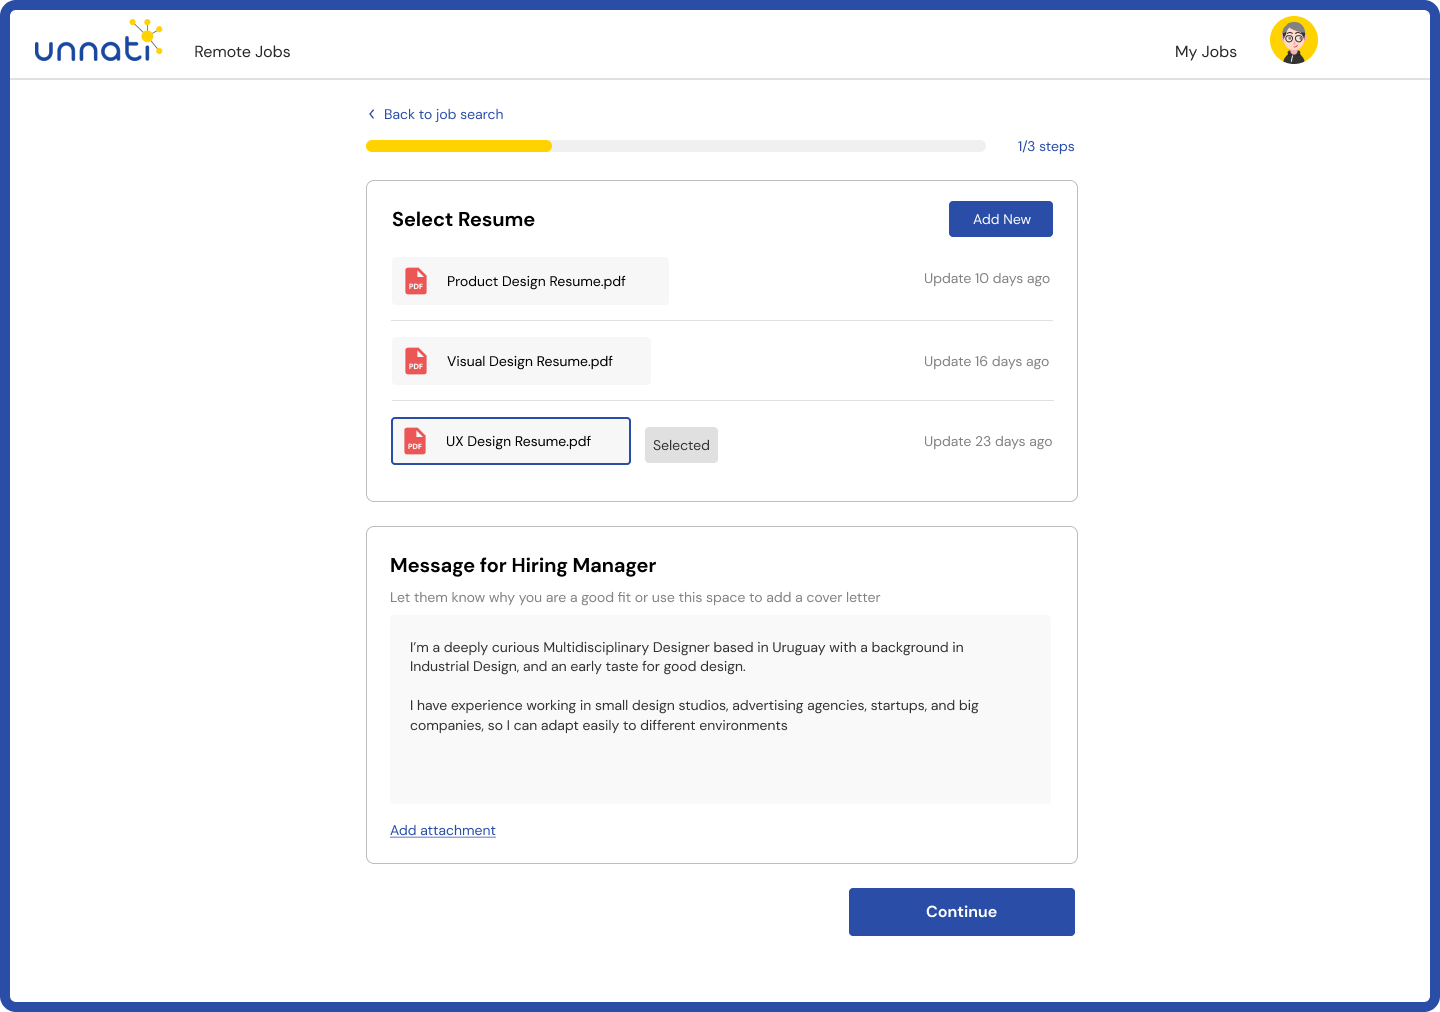 unnati
Remote Jobs
My Jobs
Back to job search
1/3 steps
Select Resume
Add New
PDF
Product Design Resume.pdf
Update 10 days ago
PDF
Visual Design Resume.pdf
Update 16 days ago
PDF
UX Design Resume.pdf
Selected
Update 23 days ago
Message for Hiring Manager
Let them know why you are a good fit or use this space to add a cover letter
I’m a deeply curious Multidisciplinary Designer based in Uruguay with a background in
Industrial Design, and an early taste for good design.
I have experience working in small design studios, advertising agencies, startups, and big
companies, so I can adapt easily to different environments
Add attachment
Continue